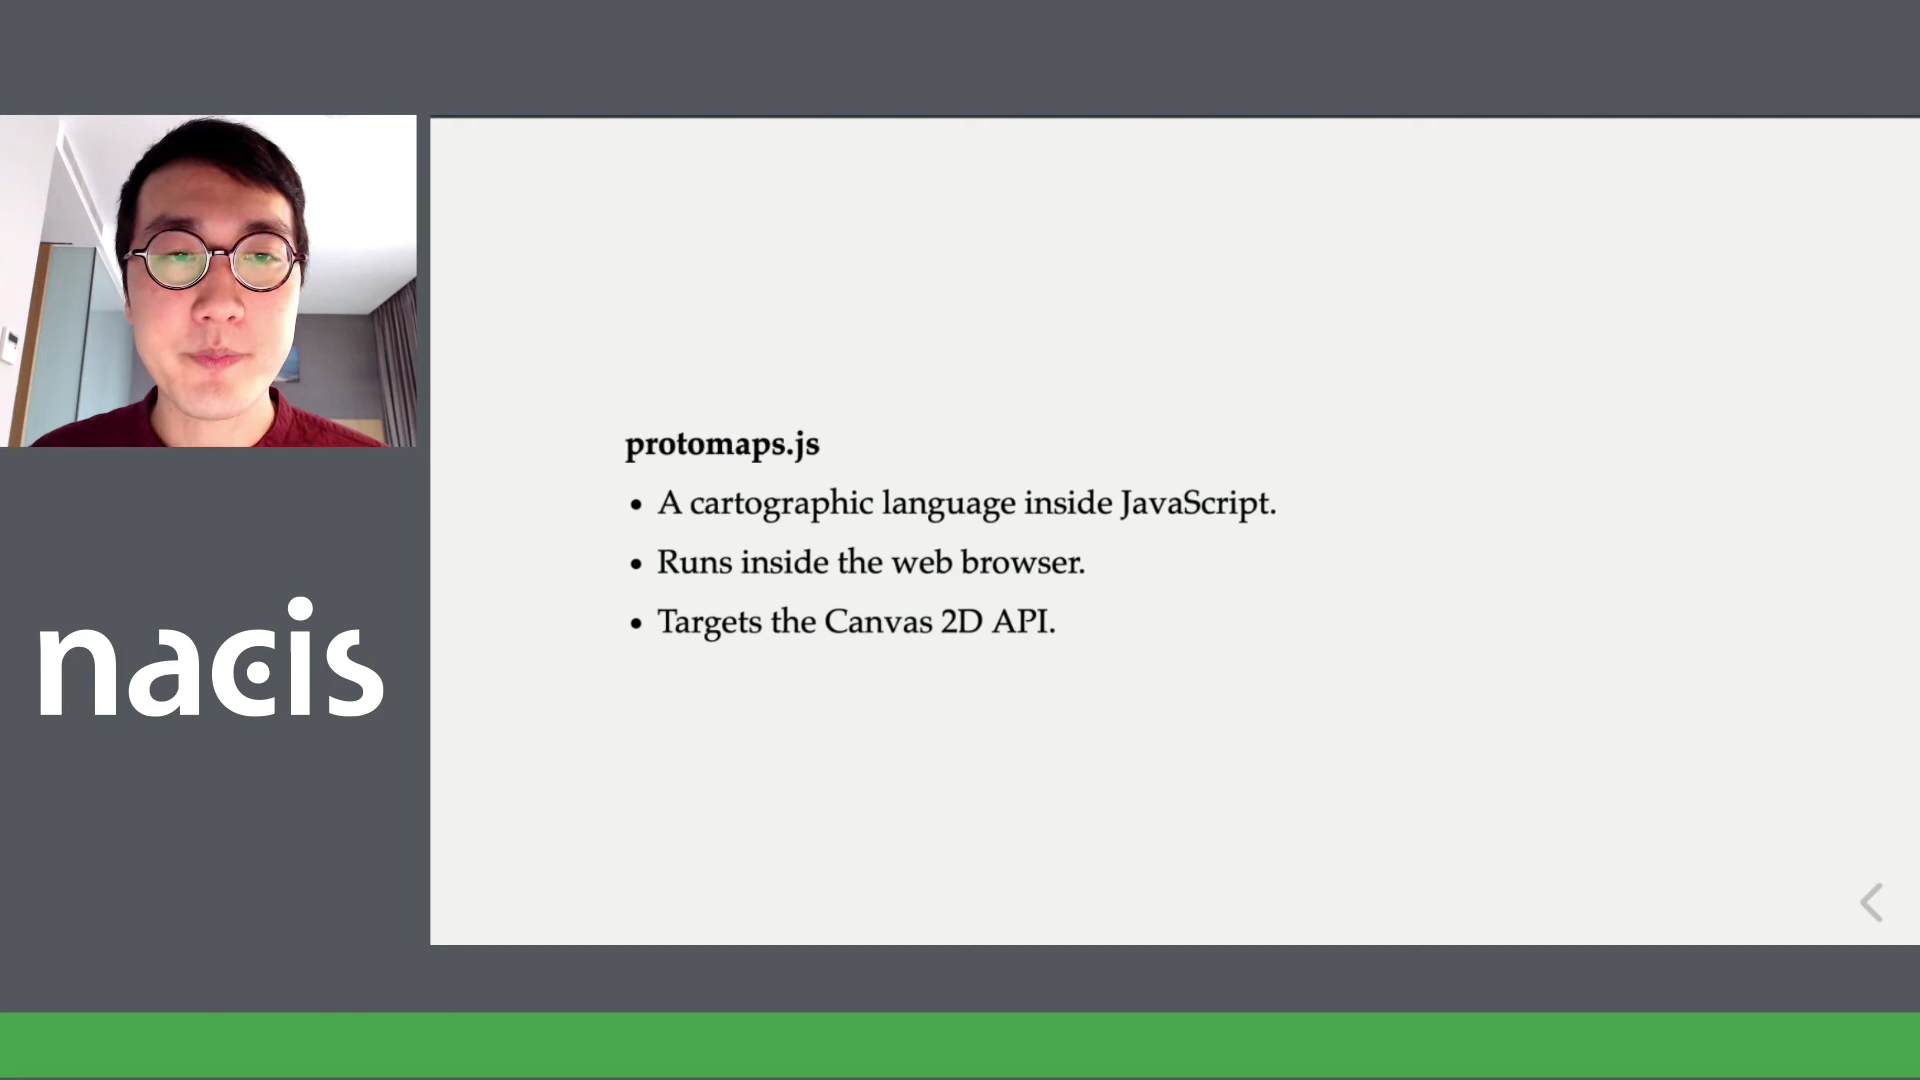 nacis
protomaps.js
• A cartographic language inside JavaScript.
• Runs inside the web browser.
• Targets the Canvas 2D API.